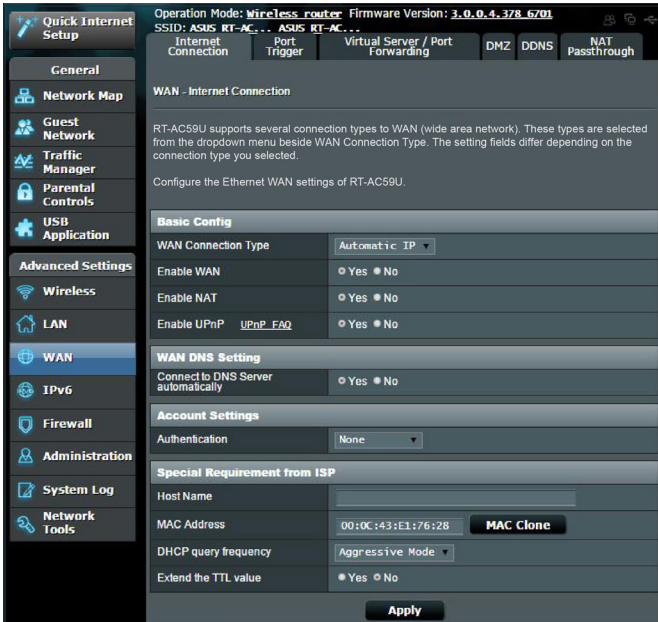 Quick Internet
Setup
General
Network Map
Guest
Network
Traffic
Manager
Parental
Controls
USB
Application
Advanced Settings
Wireless
LAN
WAN
IPv6
Firewall
Administration
System Log
Network
Tools
Operation Mode: Wireless router Firmware Version: 3.0.0.4.378_6701
SSID: ASUS RT-AC... ASUS RT-AC...
Internet
Connection
Port
Trigger
Virtual Server / Port
Forwarding
DMZ
DDNS
NAT
Passthrough
WAN - Internet Connection
RT-AC59U supports several connection types to WAN (wide area network). These types are selected
from the dropdown menu beside WAN Connection Type. The setting fields differ depending on the
connection type you selected.
Configure the Ethernet WAN settings of RT-AC59U.
Basic Config
WAN Connection Type Automatic IP
Enable WAN Yes No
Enable NAT Yes No
Enable UPnP UPnP FAQ Yes No
WAN DNS Setting
Connect to DNS Server
automatically Yes No
Account Settings
Authentication None
Special Requirement from ISP
Host Name
MAC Address 00:0C:43:E1:76:28 MAC Clone
DHCP query frequency Aggressive Mode
Extend the TTL value Yes No
Apply